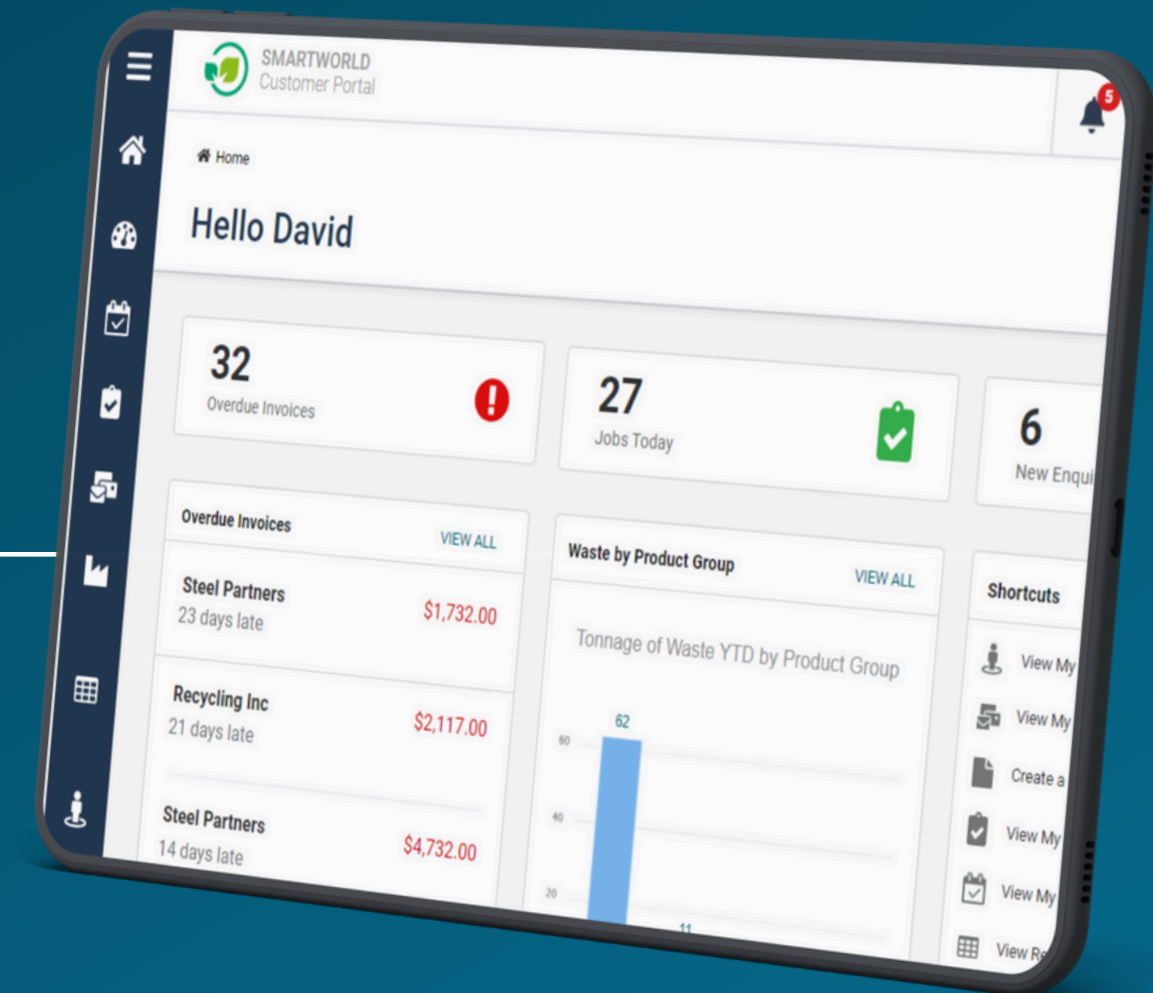 SMARTWORLD
Customer Portal
5
Home
Hello David
32
Overdue Invoices
27
Jobs Today
6
New
Overdue Invoices
VIEW ALL
Steel Partners
23 days late
$1,732.00
Recycling Inc
21 days late
$2,117.00
Steel Partners
14 days late
$4,732.00
Waste by Product Group
VIEW ALL
Tonnage of Waste YTD by Product Group
62
60
40
20
11
Shortcuts
View My
View My
Create a
View My
View My
View